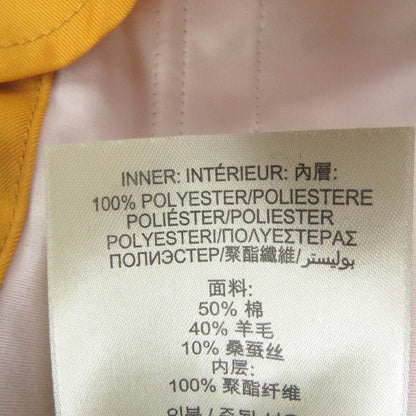 INNER: INTÉRIEUR: 內層:
100% POLYESTER/POLIESTERE
POLIÉSTER/POLIESTER
POLYESTERI/ΠΟΛΥΕΣΤΕΡΑΣ
ПОЛИЭСТЕР/聚酯纖維/بوليستر
面料:
50% 棉
40% 羊毛
10% 桑蚕丝
内层:
100% 聚酯纤维